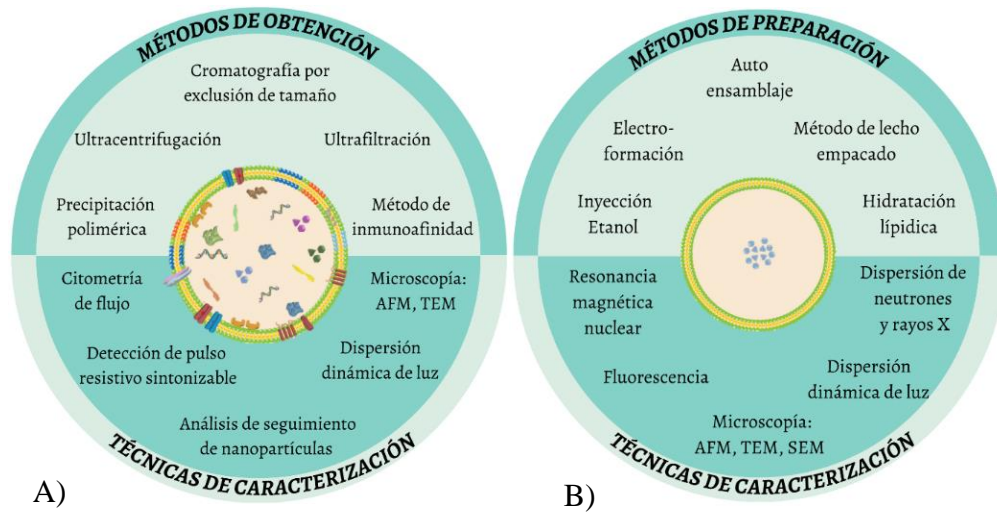 MÉTODOS DE OBTENCIÓN
Cromatografía por
exclusión de tamaño
Ultracentrifugación
Ultrafiltración
Precipitación
polimérica
Método de
inmunoafinidad
Citometría
de flujo
Microscopía:
AFM, TEM
Detección de pulso
resistivo sintonizable
Dispersión
dinámica de luz
Análisis de seguimiento
de nanopartículas
TÉCNICAS DE CARACTERIZACIÓN
A)
MÉTODOS DE PREPARACIÓN
Auto
ensamblaje
Electro-
formación
Método de lecho
empacado
Inyección
Etanol
Hidratación
lípidica
Resonancia
magnética
nuclear
Dispersión de
neutrones
y rayos X
Fluorescencia
Dispersión
dinámica de luz
Microscopía:
AFM, TEM, SEM
TÉCNICAS DE CARACTERIZACIÓN
B)